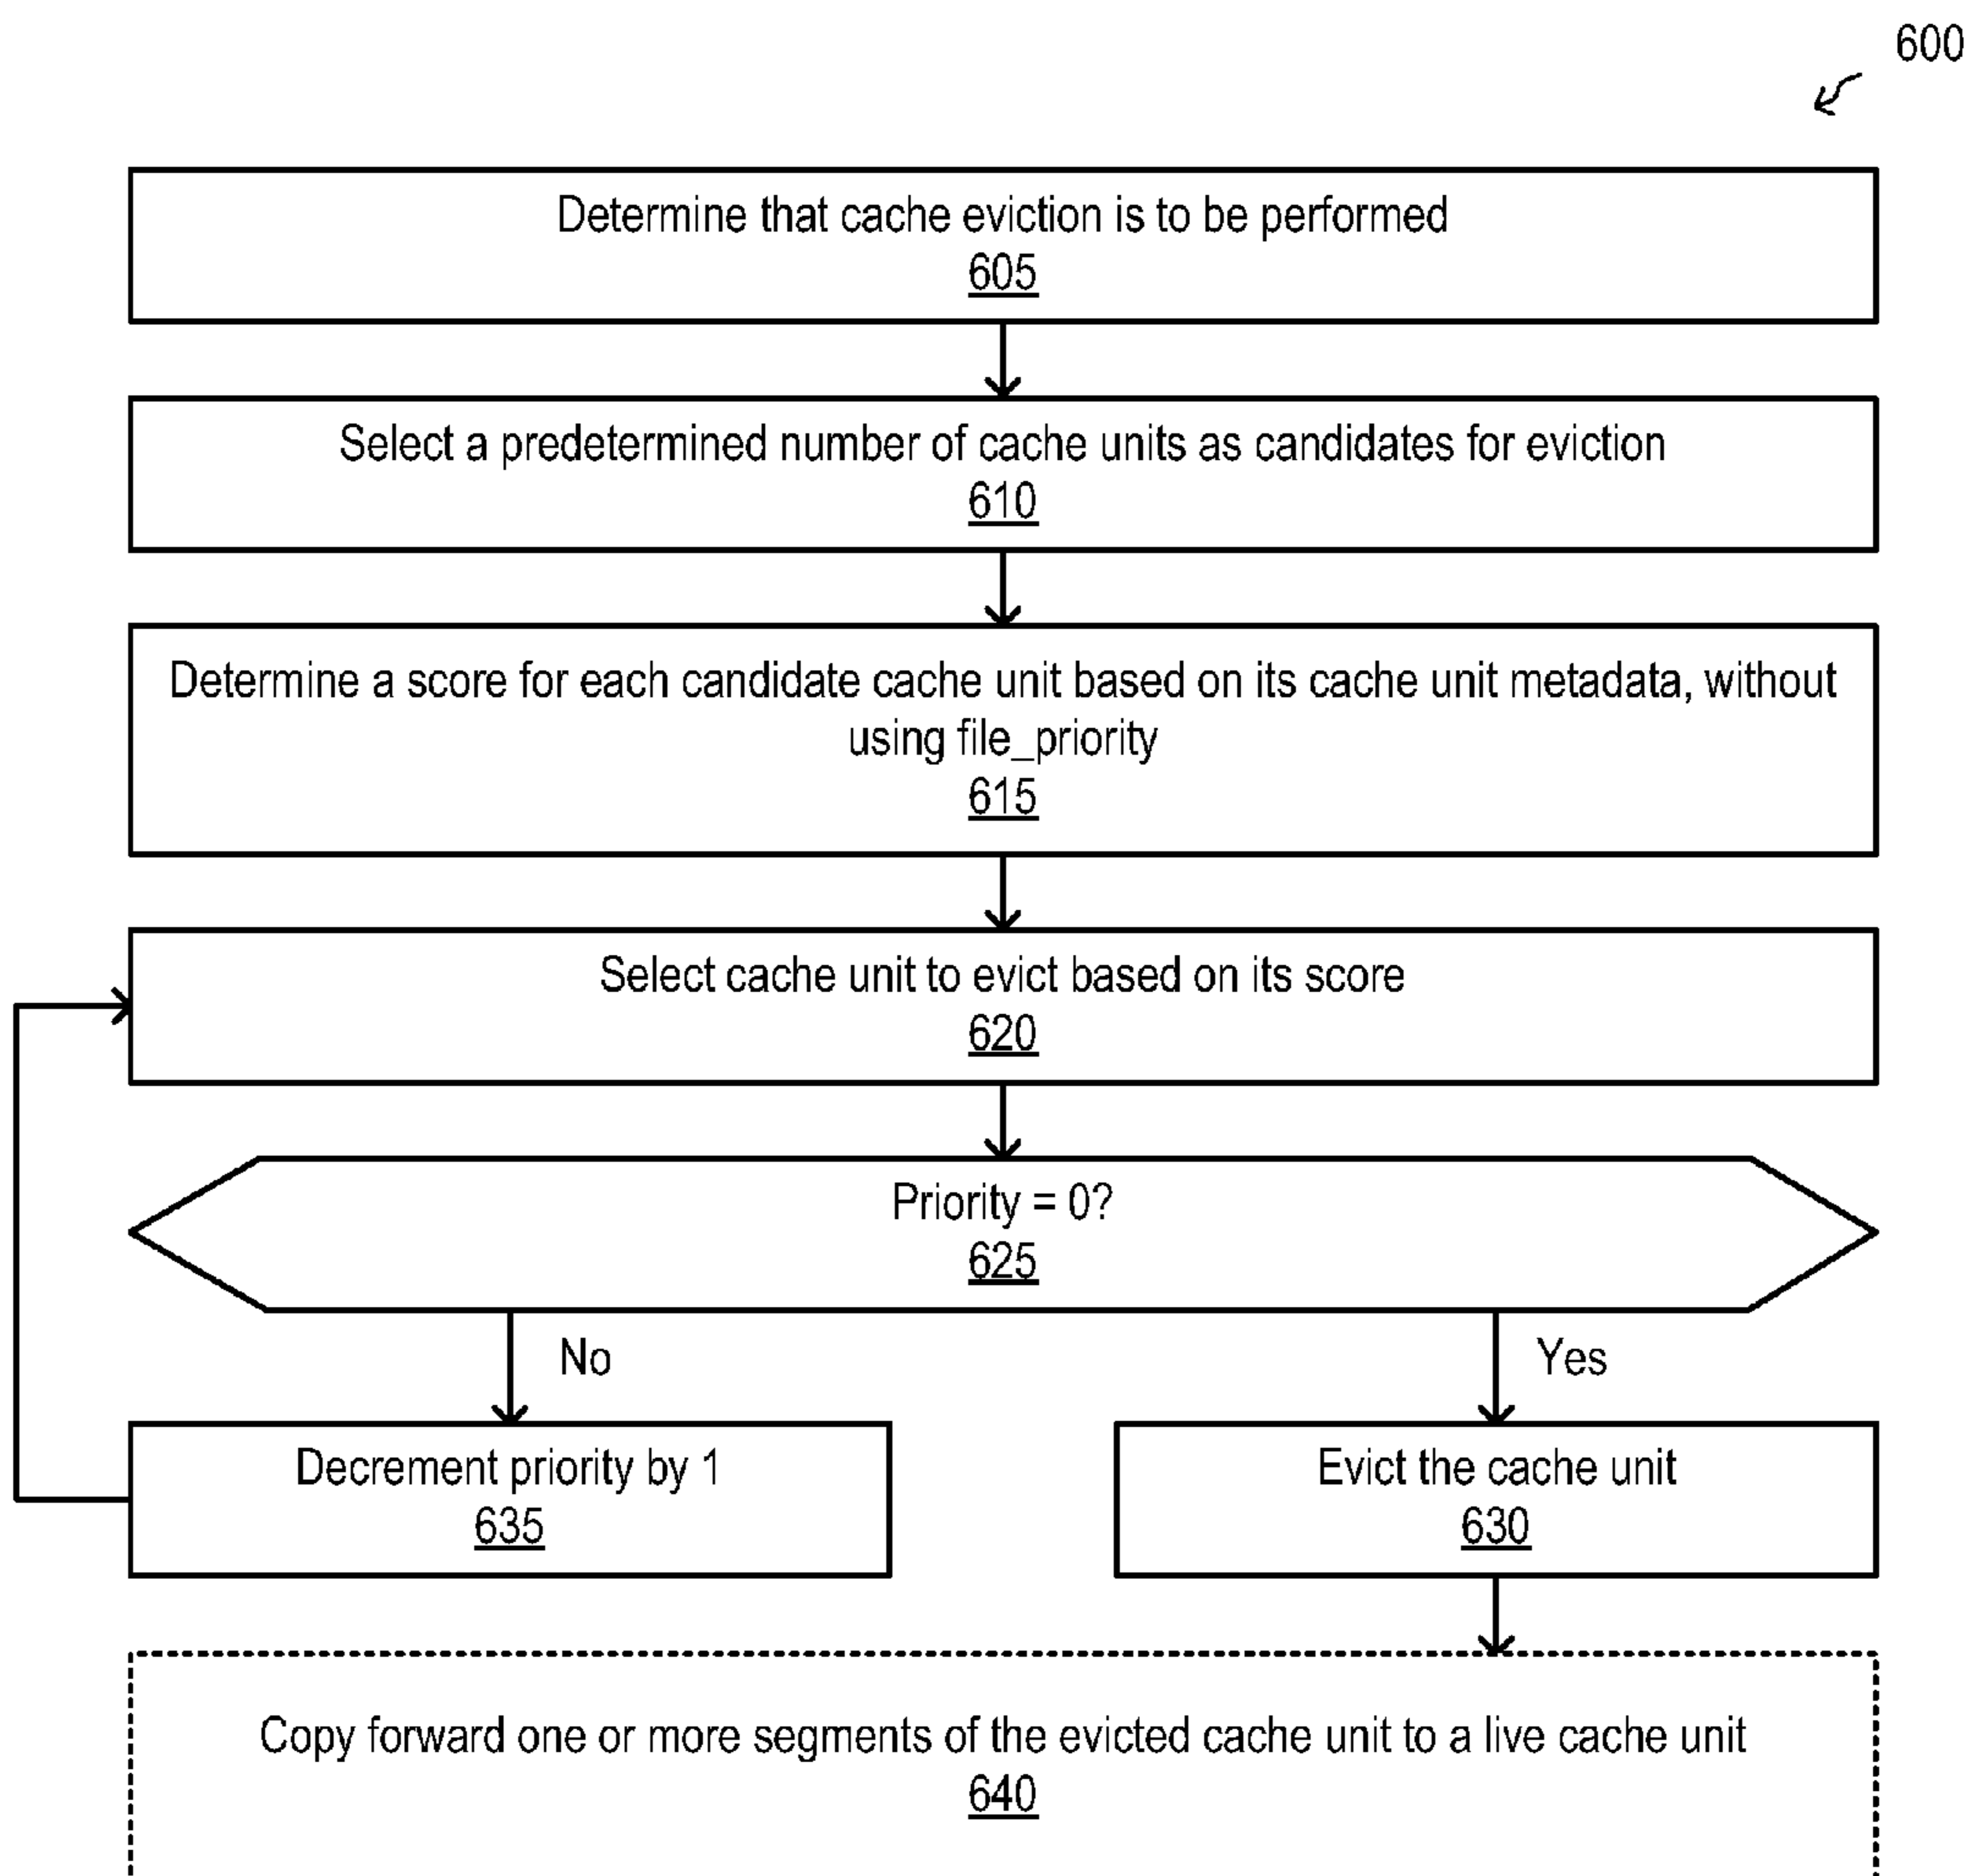 600
Determine that cache eviction is to be performed
605
Select a predetermined number of cache units as candidates for eviction
610
Determine a score for each candidate cache unit based on its cache unit metadata, without
using file_priority
615
Select cache unit to evict based on its score
620
Priority = 0?
625
No
Yes
Decrement priority by 1
635
Evict the cache unit
630
Copy forward one or more segments of the evicted cache unit to a live cache unit
640